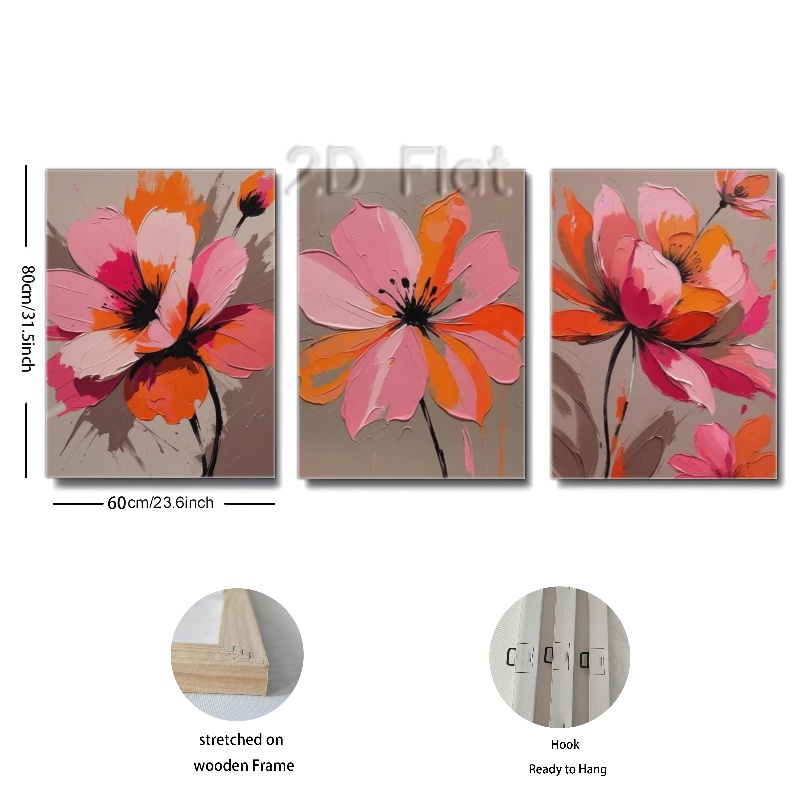 2D Flat
80cm/31.5inch
60cm/23.6inch
stretched on
wooden Frame
Hook
Ready to Hang